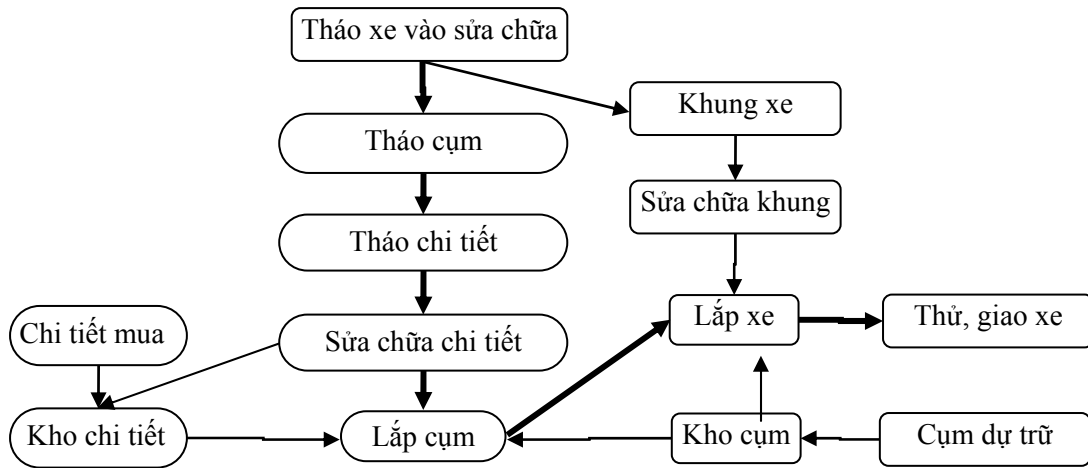 Tháo xe vào sửa chữa
Khung xe
Tháo cụm
Sửa chữa khung
Tháo chi tiết
Lắp xe
Thử, giao xe
Chi tiết mua
Sửa chữa chi tiết
Kho chi tiết
Lắp cụm
Kho cụm
Cụm dự trữ